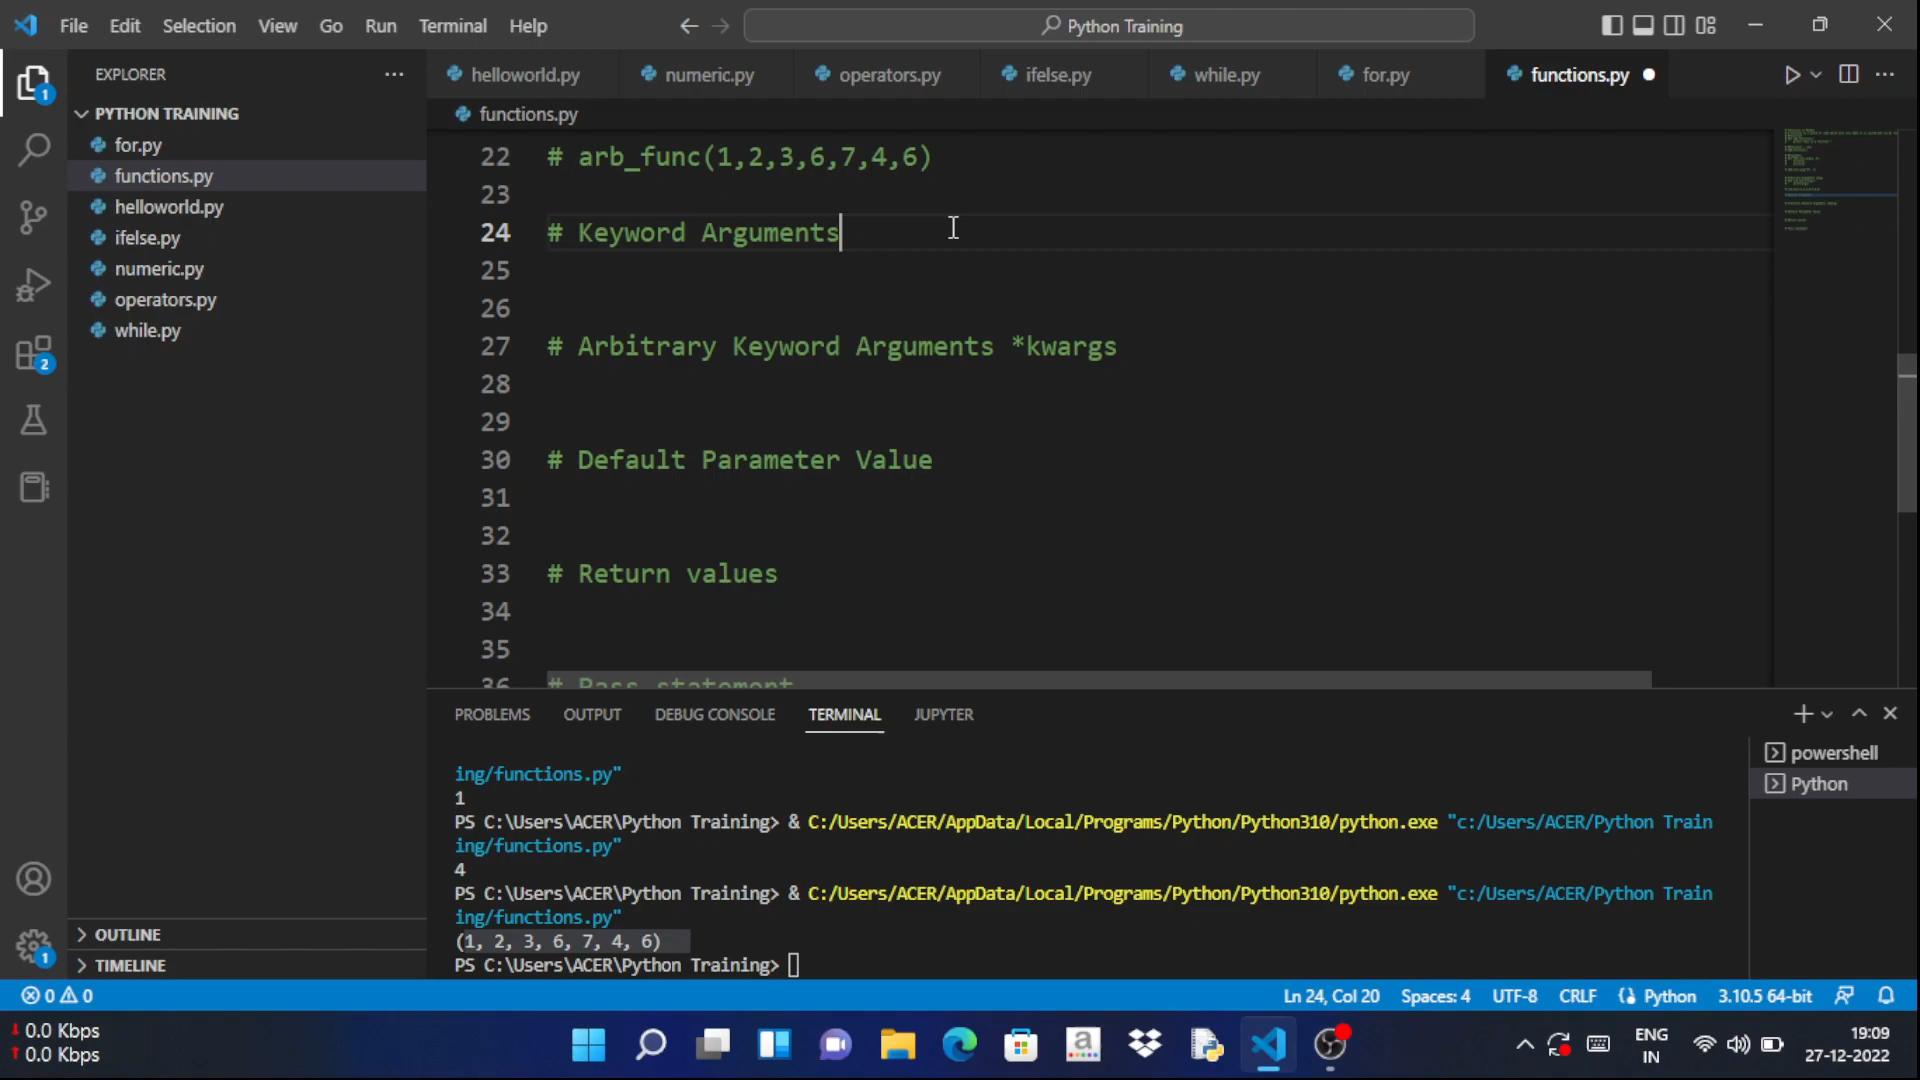 File Edit Selection View Go Run Terminal Help
Python Training
EXPLORER
PYTHON TRAINING
for.py
functions.py
helloworld.py
ifelse.py
numeric.py
operators.py
while.py
OUTLINE
TIMELINE
1
2
1
helloworld.py numeric.py operators.py ifelse.py while.py for.py functions.py
functions.py
22 # arb_func(1,2,3,6,7,4,6)
23
24 # Keyword Arguments
25
26
27 # Arbitrary Keyword Arguments *kwargs
28
29
30 # Default Parameter Value
31
32
33 # Return values
34
35
36 # Pass statement
PROBLEMS OUTPUT DEBUG CONSOLE TERMINAL JUPYTER
ing/functions.py"
1
PS C:\Users\ACER\Python Training> & C:/Users/ACER/AppData/Local/Programs/Python/Python310/python.exe "c:/Users/ACER/Python Train
ing/functions.py"
4
PS C:\Users\ACER\Python Training> & C:/Users/ACER/AppData/Local/Programs/Python/Python310/python.exe "c:/Users/ACER/Python Train
ing/functions.py"
(1, 2, 3, 6, 7, 4, 6)
PS C:\Users\ACER\Python Training>
powershell
Python
0 0
Ln 24, Col 20 Spaces: 4 UTF-8 CRLF Python 3.10.5 64-bit
0.0 Kbps
0.0 Kbps
a
ENG
IN
19:09
27-12-2022